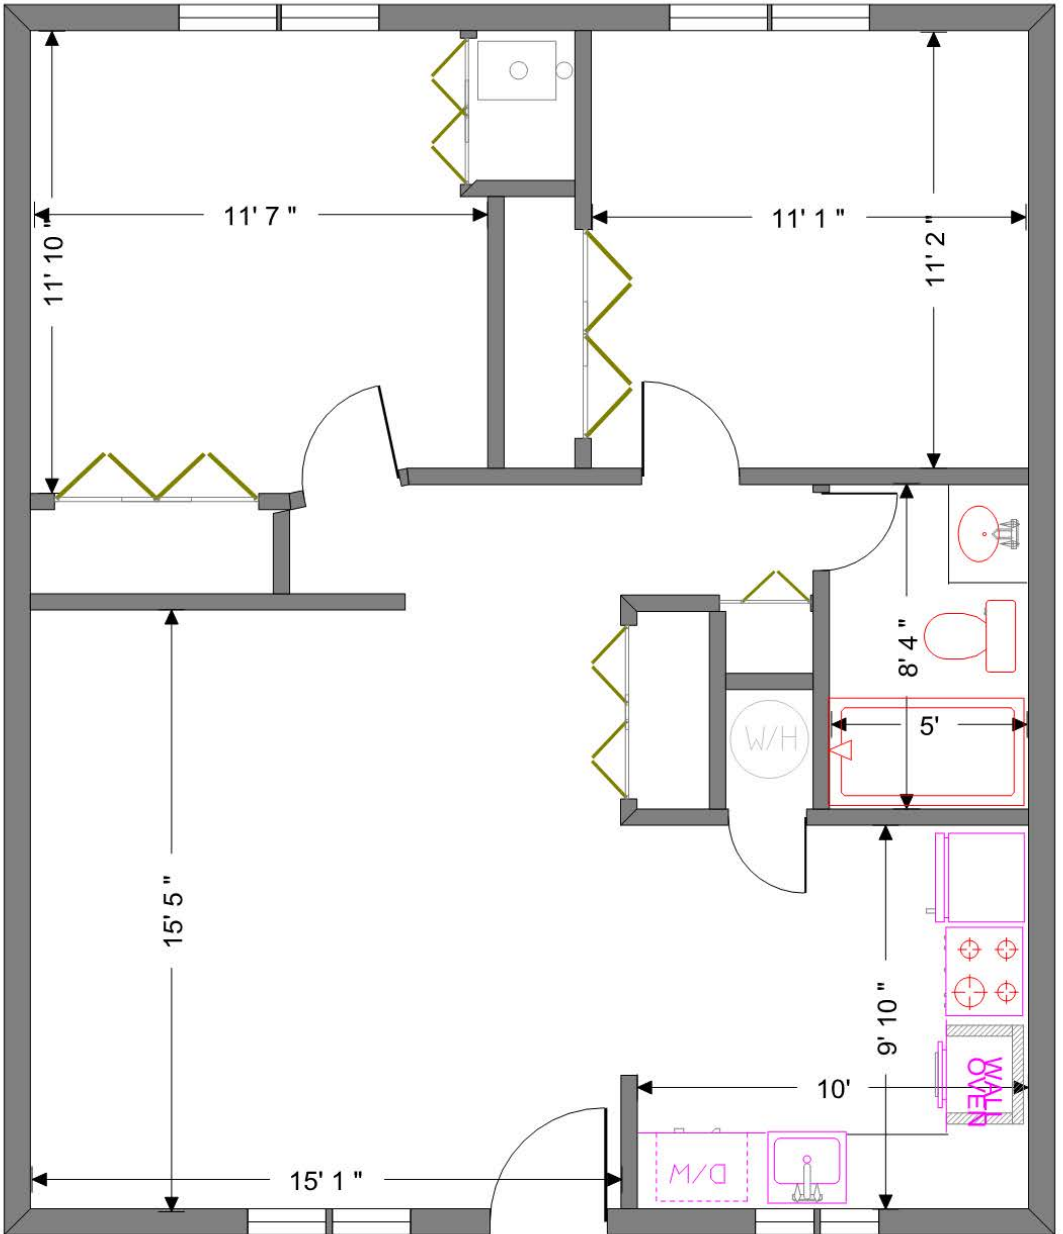 11' 7 "
11' 10 "
11' 1 "
11' 2 "
8' 4 "
5'
W/H
15' 5 "
9' 10 "
10'
WALL
OVEN
15' 1 "
D/W